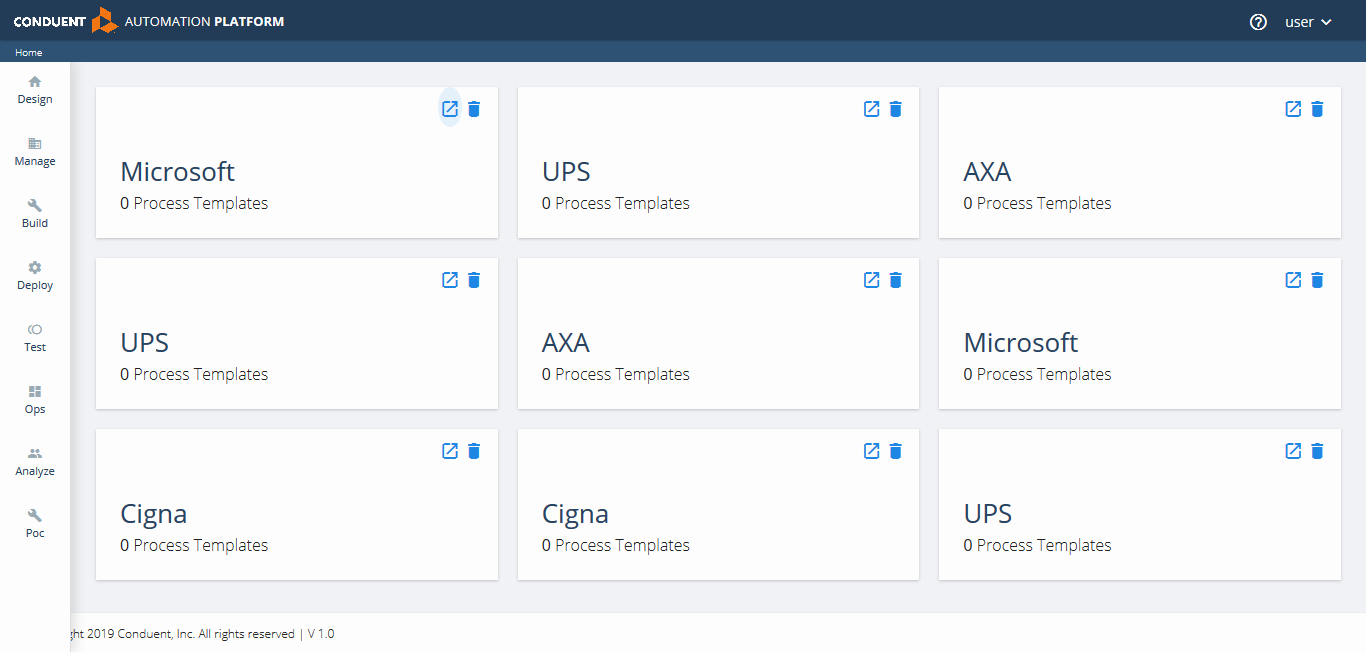 CONDUENT AUTOMATION PLATFORM
user
Home
Design
Manage
Build
Deploy
Test
Ops
Analyze
Poc
Microsoft
0 Process Templates
UPS
0 Process Templates
AXA
0 Process Templates
UPS
0 Process Templates
AXA
0 Process Templates
Microsoft
0 Process Templates
Cigna
0 Process Templates
Cigna
0 Process Templates
UPS
0 Process Templates
ght 2019 Conduent, Inc. All rights reserved | V 1.0